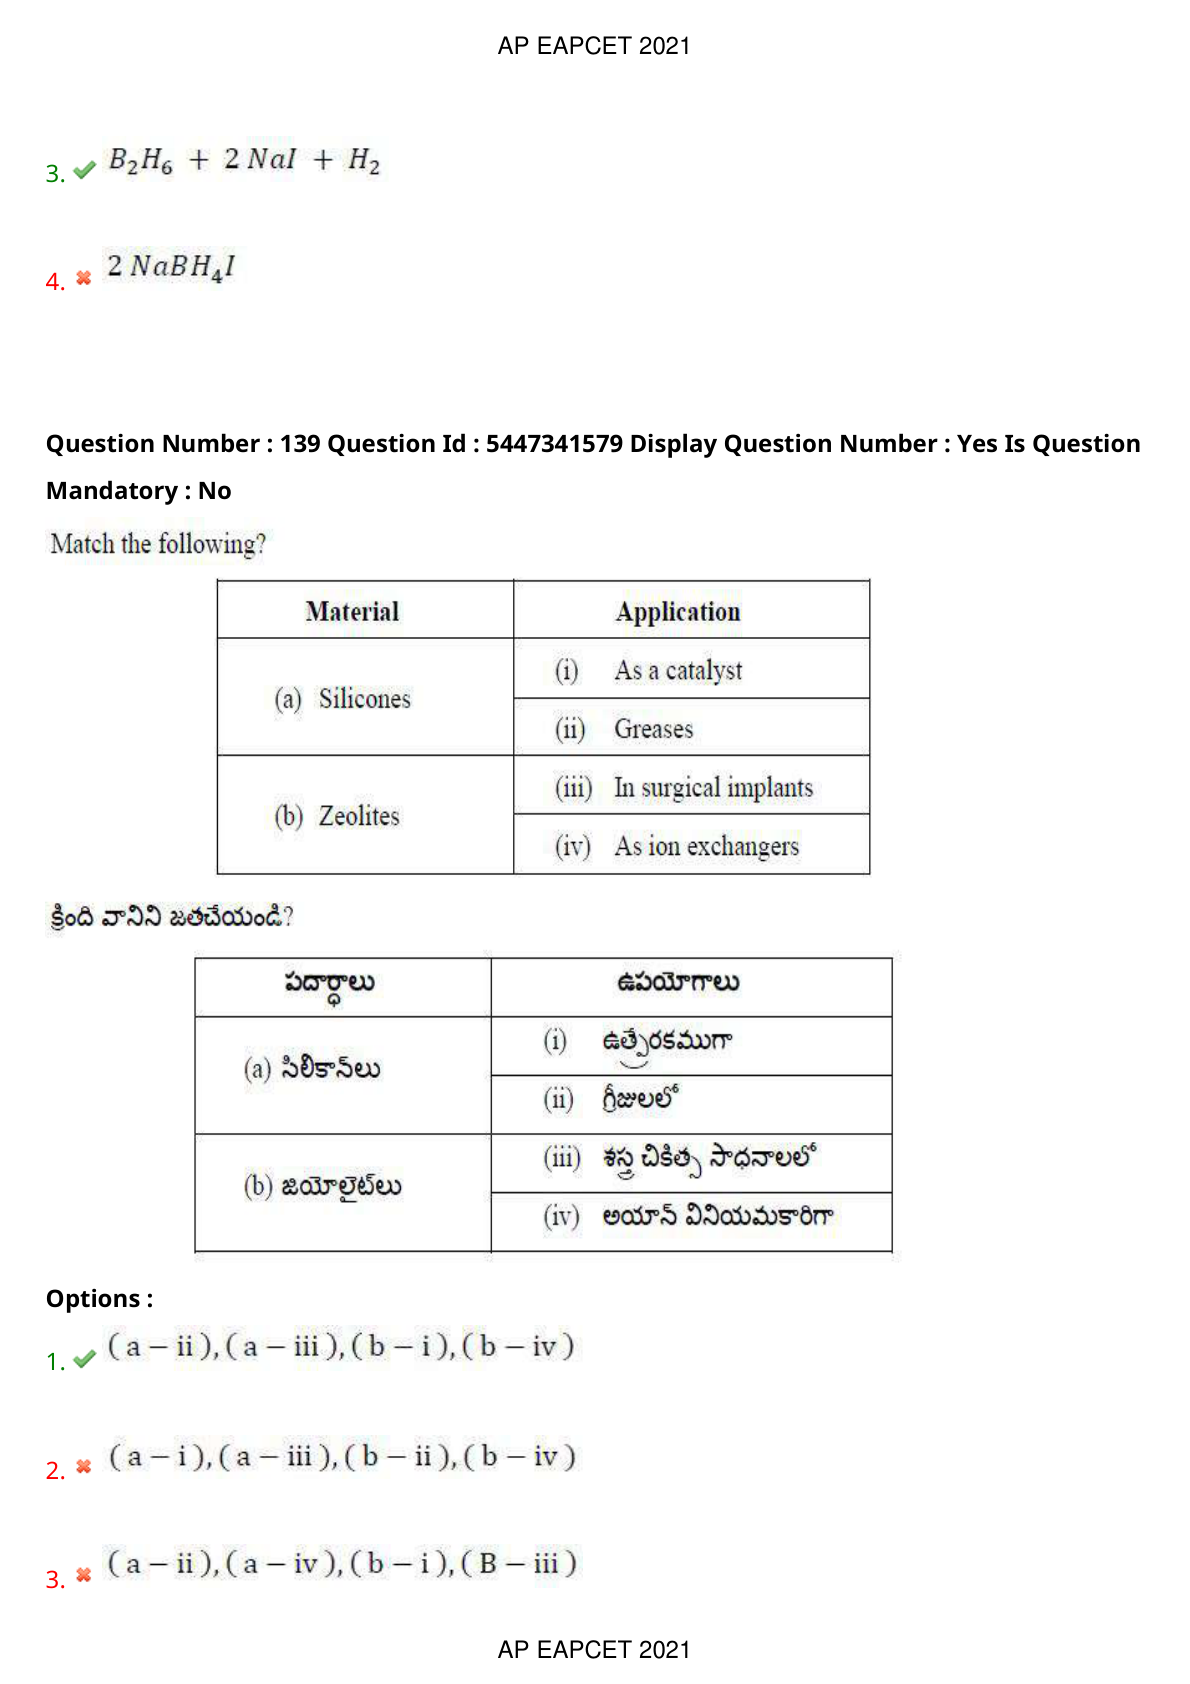 AP EAPCET 2021
3. B₂H₆ + 2 NaI + H₂
4. 2 NaBH₄I
Question Number : 139 Question Id : 5447341579 Display Question Number : Yes Is Question
Mandatory : No
Match the following?
Material Application
(a) Silicones
(i) As a catalyst
(ii) Greases
(b) Zeolites
(iii) In surgical implants
(iv) As ion exchangers
క్రింది వానిని జతచేయండి?
పదార్ధాలు ఉపయోగాలు
(a) సిలికాన్‌లు
(i) ఉత్ప్రేరకముగా
(ii) గ్రీజులలో
(b) జియోలైట్‌లు
(iii) శస్త్ర చికిత్స సాధనాలలో
(iv) అయాన్ వినియమకారిగా
Options :
1. ( a − ii ), ( a − iii ), ( b − i ), ( b − iv )
2. ( a − i ), ( a − iii ), ( b − ii ), ( b − iv )
3. ( a − ii ), ( a − iv ), ( b − i ), ( B − iii )
AP EAPCET 2021